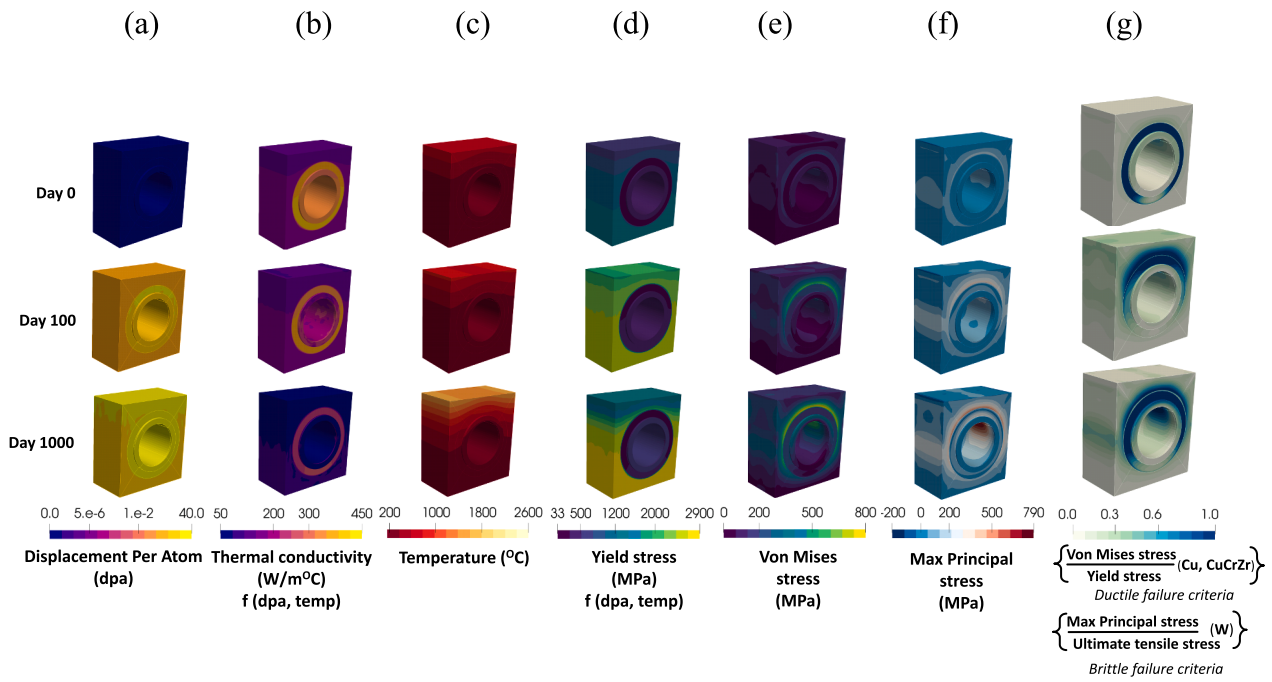 (a) (b) (c) (d) (e) (f) (g)
Day 0
Day 100
Day 1000
0.0 5.e-6 1.e-2 40.0
Displacement Per Atom
(dpa)
50 200 300 450
Thermal conductivity
(W/m⁰C)
f (dpa, temp)
200 1000 1800 2600
Temperature (⁰C)
33 500 1200 2000 2900
Yield stress
(MPa)
f (dpa, temp)
0 200 500 800
Von Mises
stress
(MPa)
-200 0 200 500 790
Max Principal
stress
(MPa)
0.0 0.3 0.6 1.0
{Von Mises stress
Yield stress (Cu, CuCrZr)}
Ductile failure criteria
{Max Principal stress
Ultimate tensile stress (W)}
Brittle failure criteria